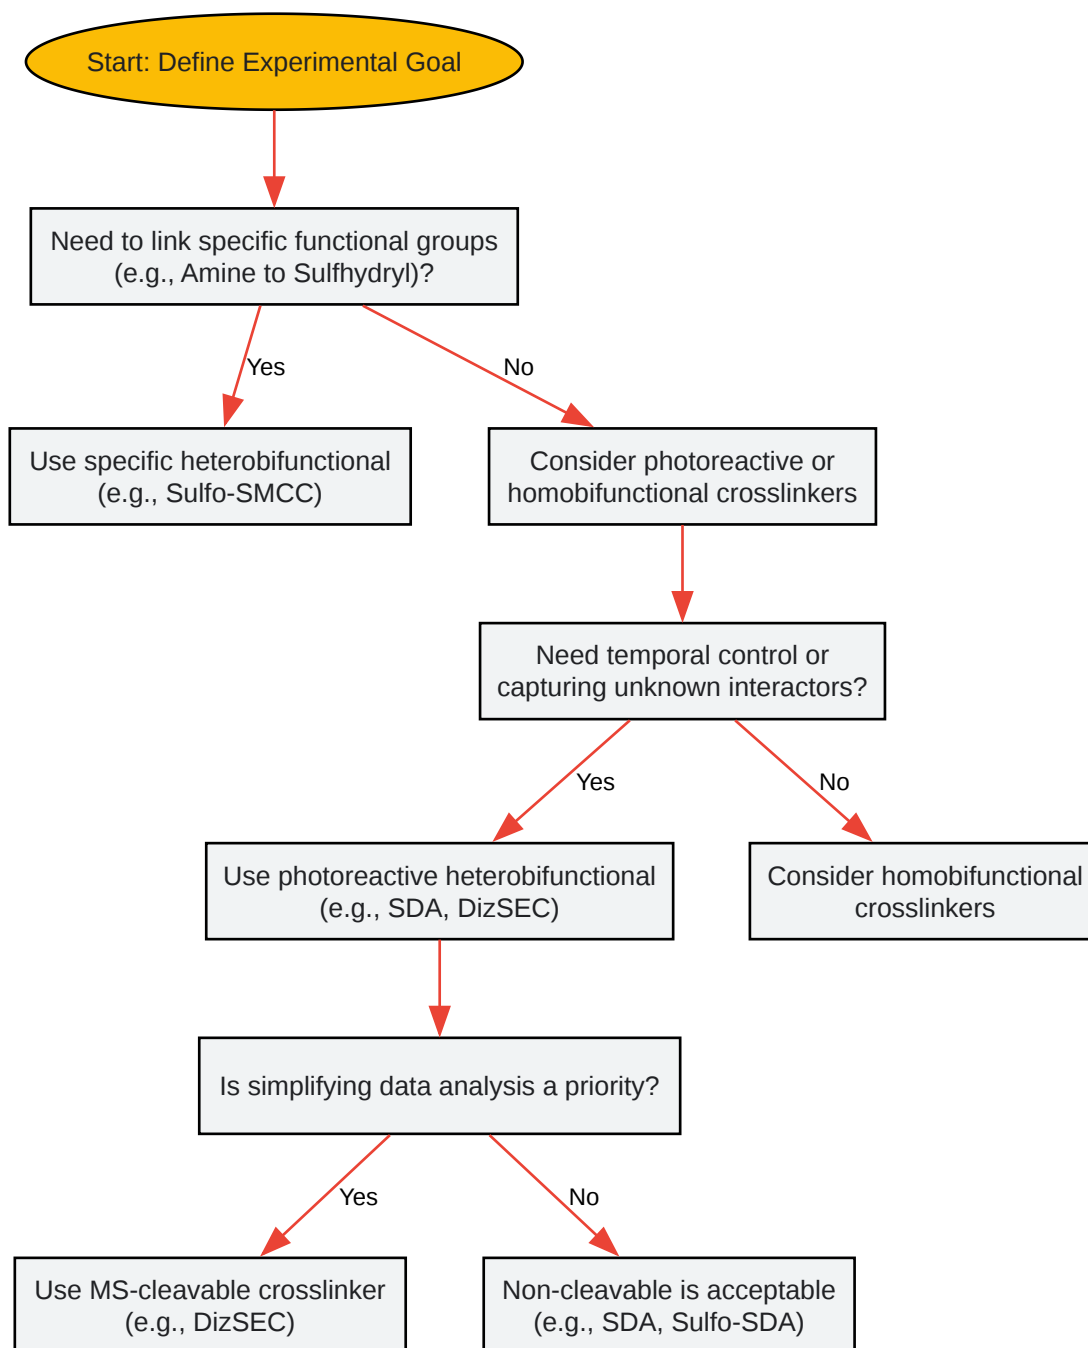 Start: Define Experimental Goal
Need to link specific functional groups
(e.g., Amine to Sulfhydryl)?
Yes
No
Use specific heterobifunctional
(e.g., Sulfo-SMCC)
Consider photoreactive or
homobifunctional crosslinkers
Need temporal control or
capturing unknown interactors?
Yes
No
Use photoreactive heterobifunctional
(e.g., SDA, DizSEC)
Consider homobifunctional
crosslinkers
Is simplifying data analysis a priority?
Yes
No
Use MS-cleavable crosslinker
(e.g., DizSEC)
Non-cleavable is acceptable
(e.g., SDA, Sulfo-SDA)